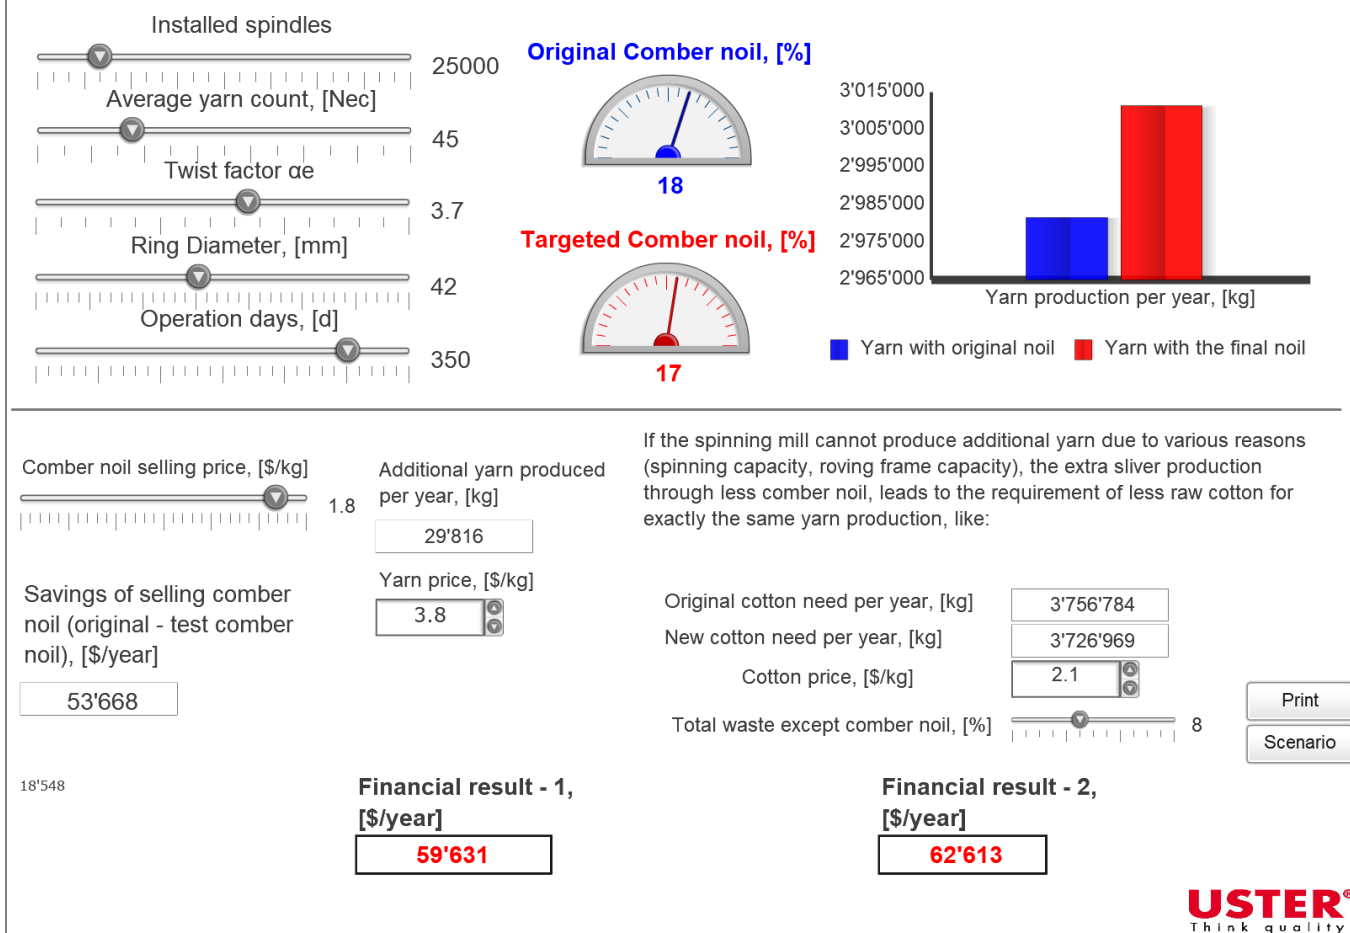 Installed spindles
25000
Average yarn count, [Nec]
45
Twist factor αe
3.7
Ring Diameter, [mm]
42
Operation days, [d]
350
Original Comber noil, [%]
18
Targeted Comber noil, [%]
17
3'015'000
3'005'000
2'995'000
2'985'000
2'975'000
2'965'000
Yarn production per year, [kg]
Yarn with original noil
Yarn with the final noil
Comber noil selling price, [$/kg]
1.8
Savings of selling comber
noil (original - test comber
noil), [$/year]
53'668
18'548
Additional yarn produced
per year, [kg]
29'816
Yarn price, [$/kg]
3.8
If the spinning mill cannot produce additional yarn due to various reasons
(spinning capacity, roving frame capacity), the extra sliver production
through less comber noil, leads to the requirement of less raw cotton for
exactly the same yarn production, like:
Original cotton need per year, [kg]
3'756'784
New cotton need per year, [kg]
3'726'969
Cotton price, [$/kg]
2.1
Total waste except comber noil, [%]
8
Print
Scenario
Financial result - 1,
[$/year]
59'631
Financial result - 2,
[$/year]
62'613
USTER®
Think quality